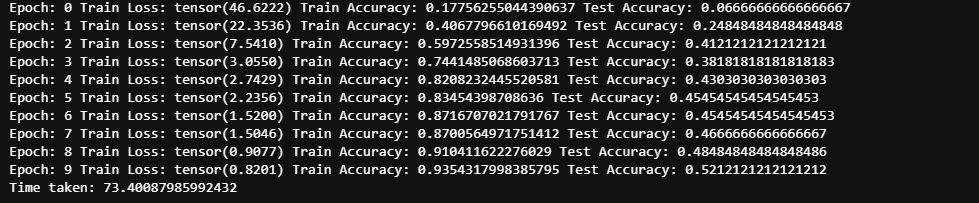 Epoch: 0 Train Loss: tensor(46.6222) Train Accuracy: 0.17756255044390637 Test Accuracy: 0.06666666666666667
Epoch: 1 Train Loss: tensor(22.3536) Train Accuracy: 0.4067796610169492 Test Accuracy: 0.24848484848484848
Epoch: 2 Train Loss: tensor(7.5410) Train Accuracy: 0.5972558514931396 Test Accuracy: 0.4121212121212121
Epoch: 3 Train Loss: tensor(3.0550) Train Accuracy: 0.7441485068603713 Test Accuracy: 0.38181818181818183
Epoch: 4 Train Loss: tensor(2.7429) Train Accuracy: 0.8208232445520581 Test Accuracy: 0.4303030303030303
Epoch: 5 Train Loss: tensor(2.2356) Train Accuracy: 0.83454398708636 Test Accuracy: 0.45454545454545453
Epoch: 6 Train Loss: tensor(1.5200) Train Accuracy: 0.8716707021791767 Test Accuracy: 0.45454545454545453
Epoch: 7 Train Loss: tensor(1.5046) Train Accuracy: 0.8700564971751412 Test Accuracy: 0.4666666666666667
Epoch: 8 Train Loss: tensor(0.9077) Train Accuracy: 0.910411622276029 Test Accuracy: 0.48484848484848486
Epoch: 9 Train Loss: tensor(0.8201) Train Accuracy: 0.9354317998385795 Test Accuracy: 0.5212121212121212
Time taken: 73.40087985992432